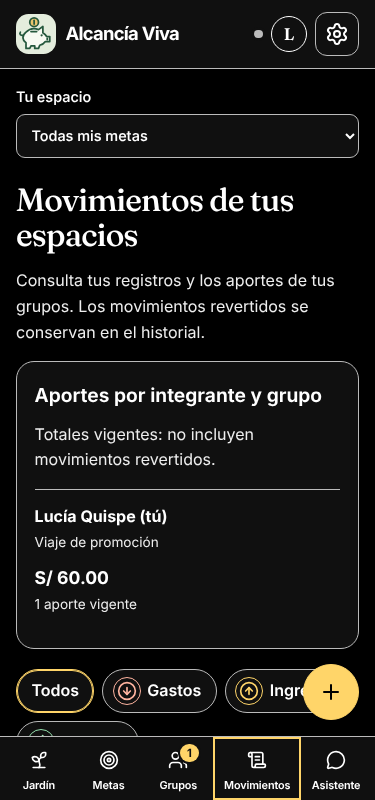 Alcancía Viva
L
Tu espacio
Todas mis metas
Movimientos de tus
espacios
Consulta tus registros y los aportes de tus
grupos. Los movimientos revertidos se
conservan en el historial.
Aportes por integrante y grupo
Totales vigentes: no incluyen
movimientos revertidos.
Lucía Quispe (tú)
Viaje de promoción
S/ 60.00
1 aporte vigente
Todos
Gastos
1
Jardín
Metas
Grupos
Movimientos
Asistente